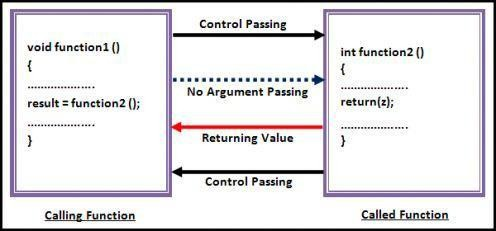 void function1 ()
{
.....................
result = function2 ();
.....................
}
Calling Function
Control Passing
No Argument Passing
Returning Value
Control Passing
int function2 ()
{
.....................
return(z);
.....................
}
Called Function